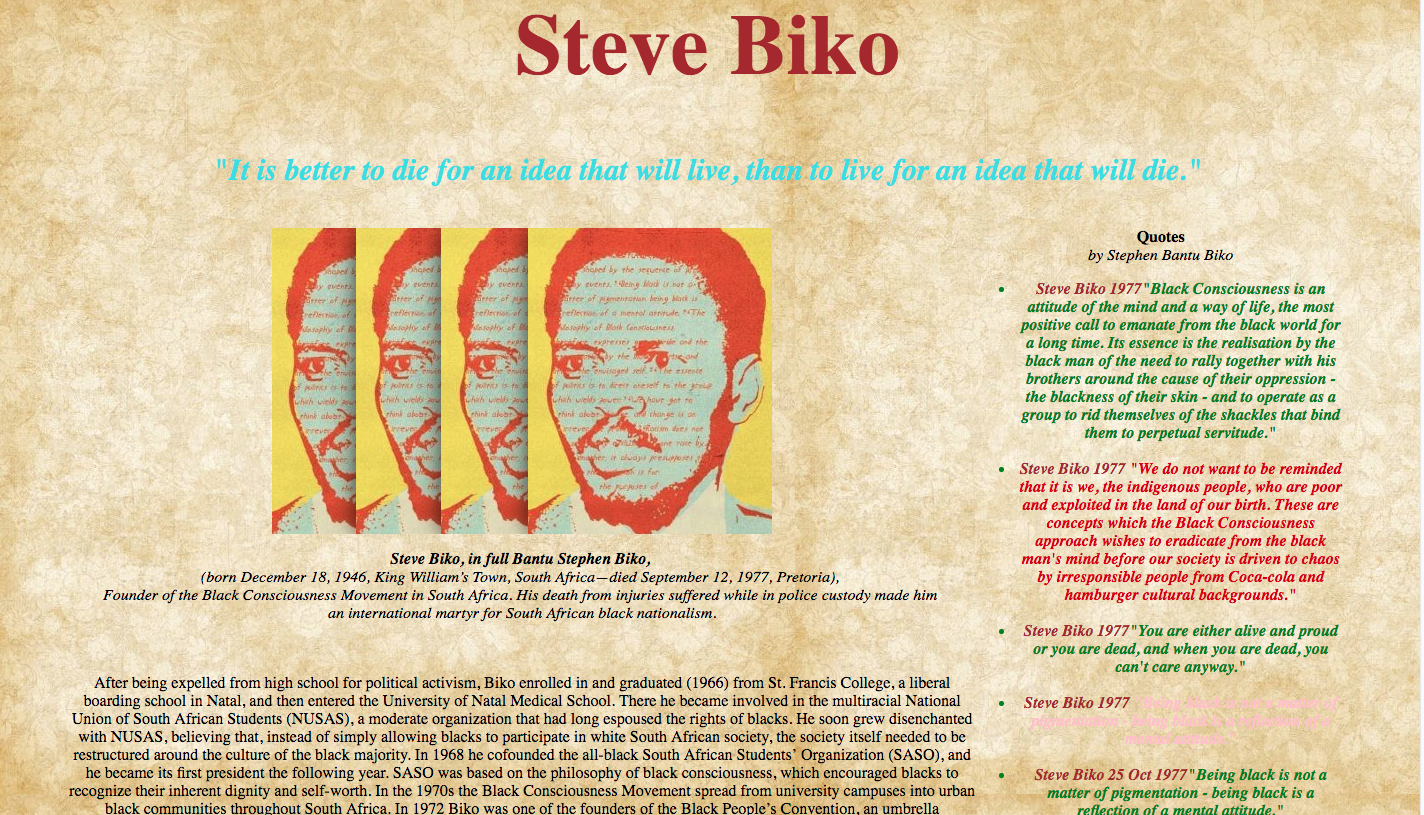 Steve Biko
"It is better to die for an idea that will live, than to live for an idea that will die."
Steve Biko, in full Bantu Stephen Biko,
(born December 18, 1946, King William's Town, South Africa—died September 12, 1977, Pretoria),
Founder of the Black Consciousness Movement in South Africa. His death from injuries suffered while in police custody made him
an international martyr for South African black nationalism.
After being expelled from high school for political activism, Biko enrolled in and graduated (1966) from St. Francis College, a liberal
boarding school in Natal, and then entered the University of Natal Medical School. There he became involved in the multiracial National
Union of South African Students (NUSAS), a moderate organization that had long espoused the rights of blacks. He soon grew disenchanted
with NUSAS, believing that, instead of simply allowing blacks to participate in white South African society, the society itself needed to be
restructured around the culture of the black majority. In 1968 he cofounded the all-black South African Students' Organization (SASO), and
he became its first president the following year. SASO was based on the philosophy of black consciousness, which encouraged blacks to
recognize their inherent dignity and self-worth. In the 1970s the Black Consciousness Movement spread from university campuses into urban
black communities throughout South Africa. In 1972 Biko was one of the founders of the Black People's Convention, an umbrella
Quotes
by Stephen Bantu Biko
• Steve Biko 1977"Black Consciousness is an
attitude of the mind and a way of life, the most
positive call to emanate from the black world for
a long time. Its essence is the realisation by the
black man of the need to rally together with his
brothers around the cause of their oppression -
the blackness of their skin - and to operate as a
group to rid themselves of the shackles that bind
them to perpetual servitude."
• Steve Biko 1977 "We do not want to be reminded
that it is we, the indigenous people, who are poor
and exploited in the land of our birth. These are
concepts which the Black Consciousness
approach wishes to eradicate from the black
man's mind before our society is driven to chaos
by irresponsible people from Coca-cola and
hamburger cultural backgrounds."
• Steve Biko 1977"You are either alive and proud
or you are dead, and when you are dead, you
can't care anyway."
• Steve Biko 1977
• Steve Biko 25 Oct 1977"Being black is not a
matter of pigmentation - being black is a
reflection of a mental attitude."